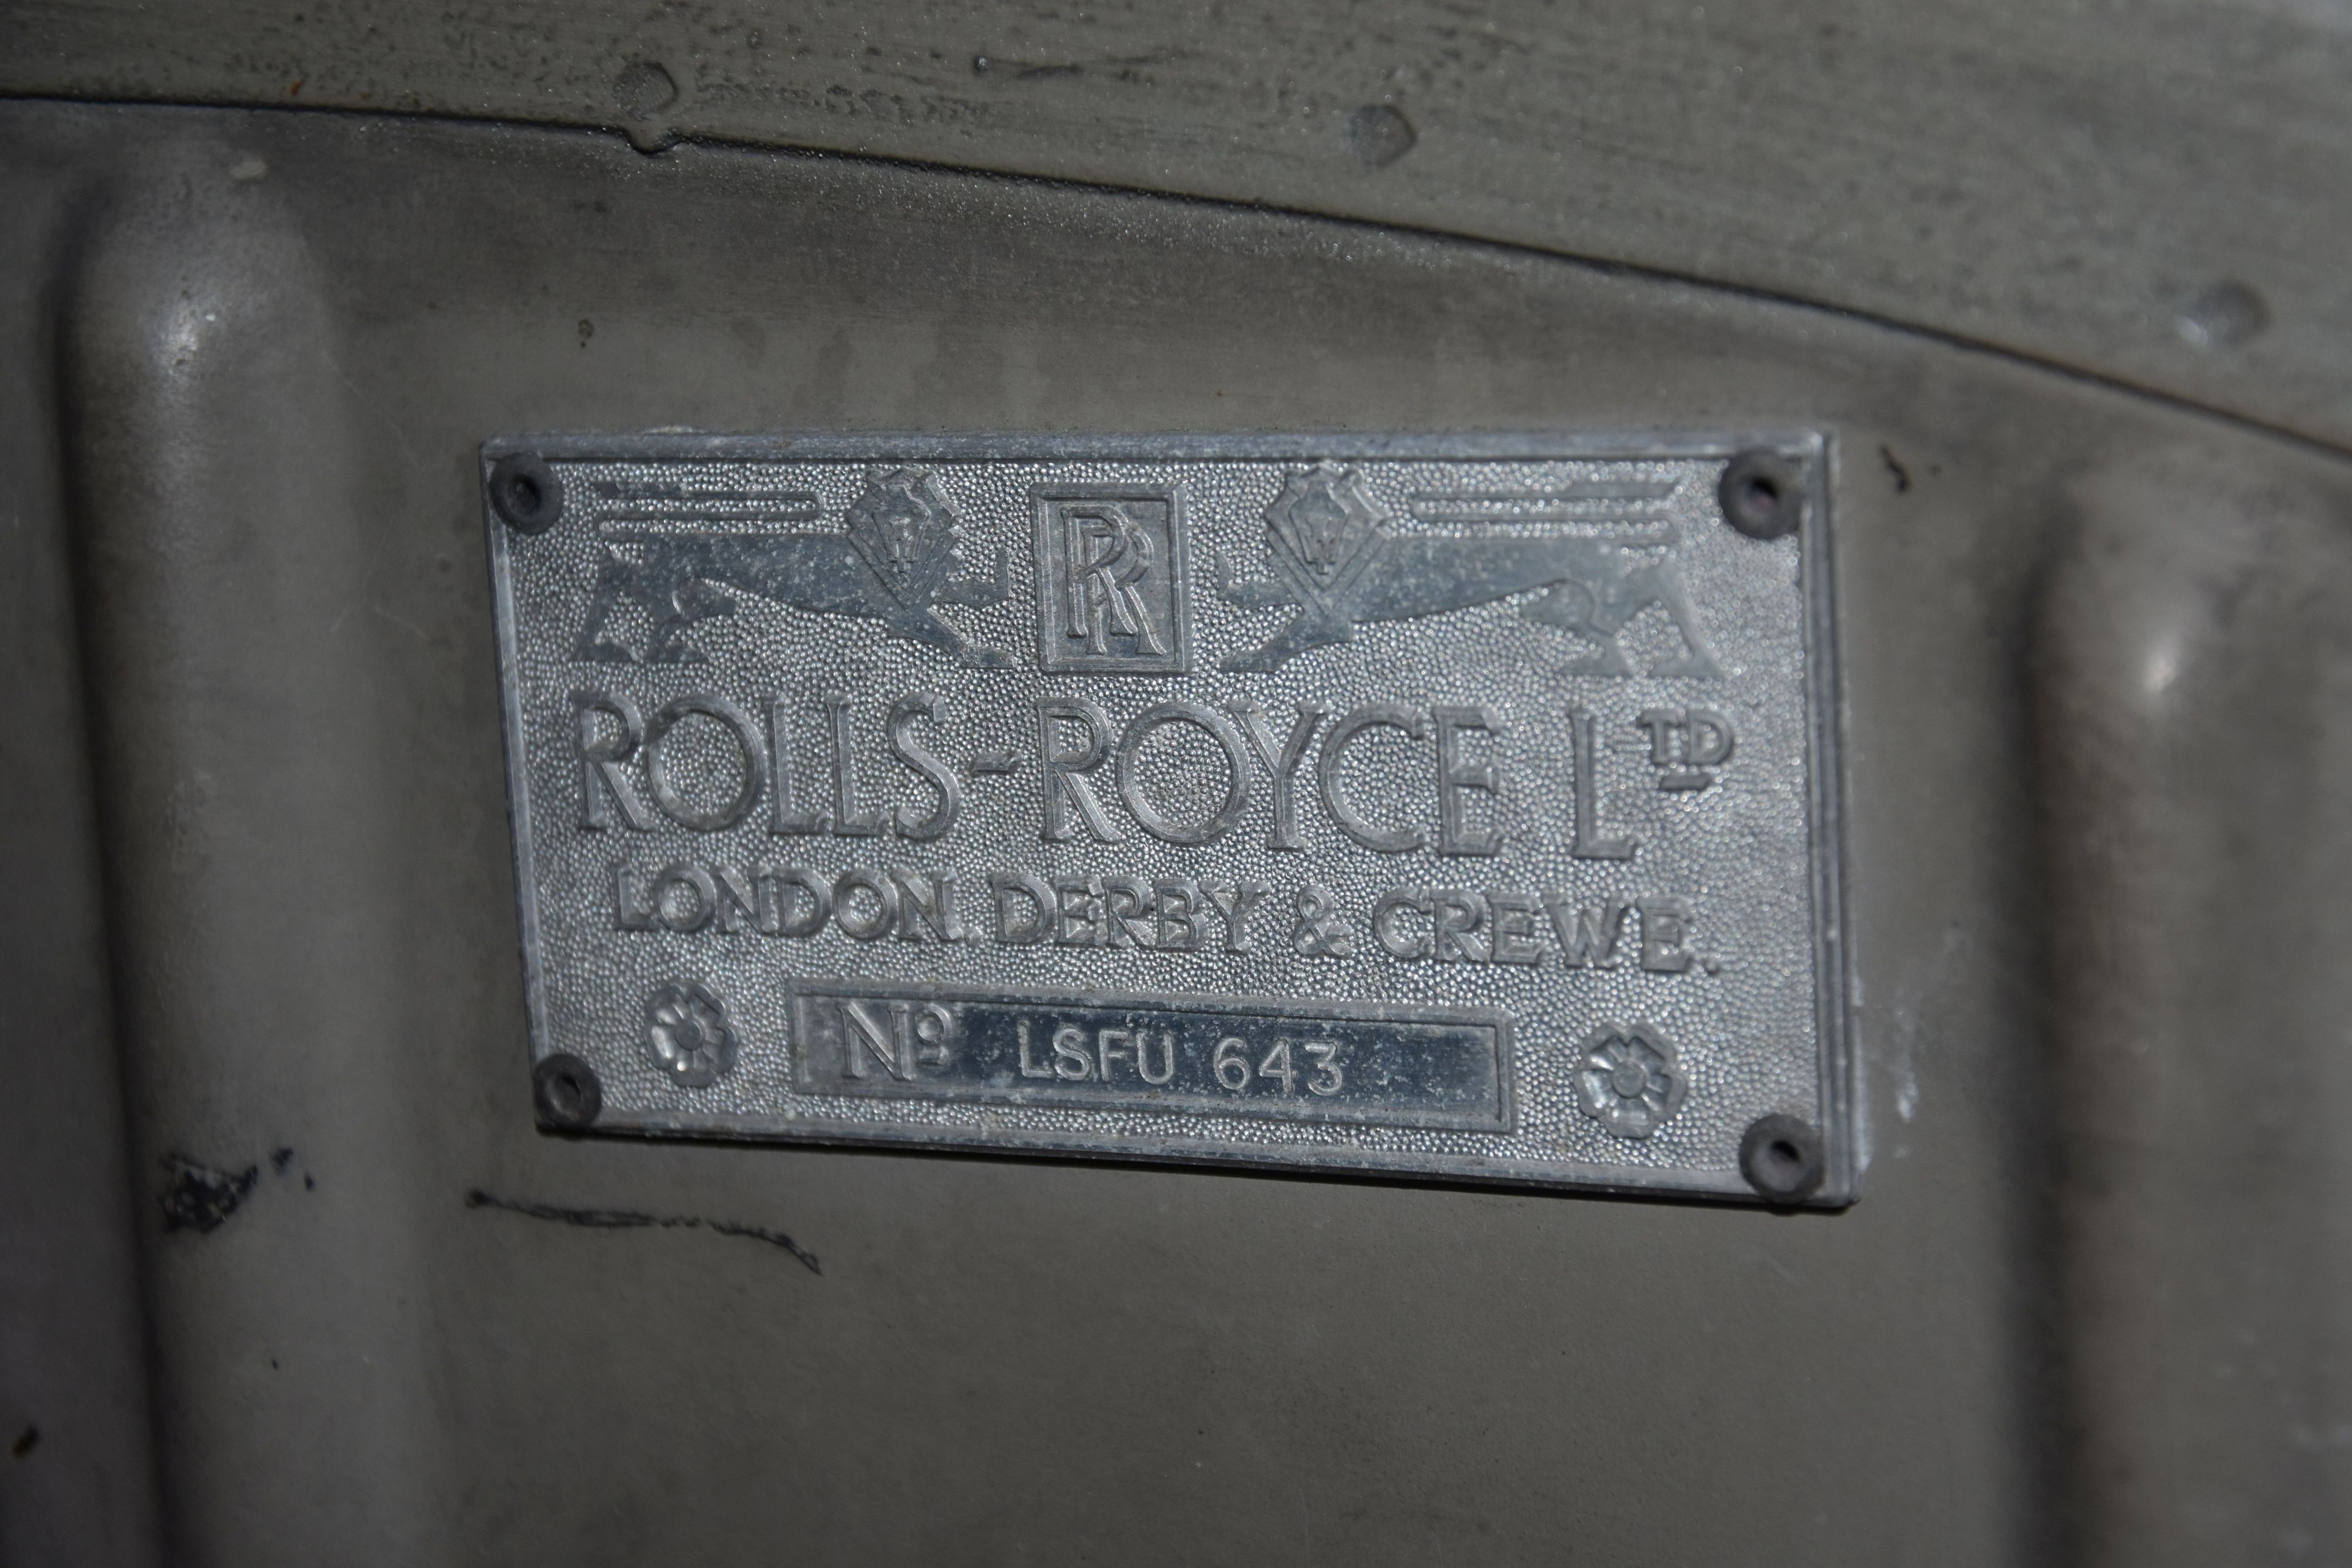 RR
ROLLS-ROYCE LTD
LONDON. DERBY & CREWE.
Nº LSFU 643